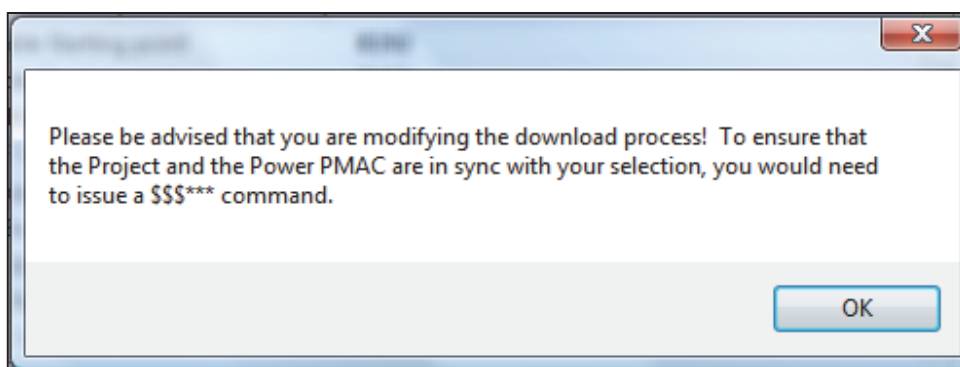 Please be advised that you are modifying the download process!  To ensure that
the Project and the Power PMAC are in sync with your selection, you would need
to issue a $$$*** command.
OK